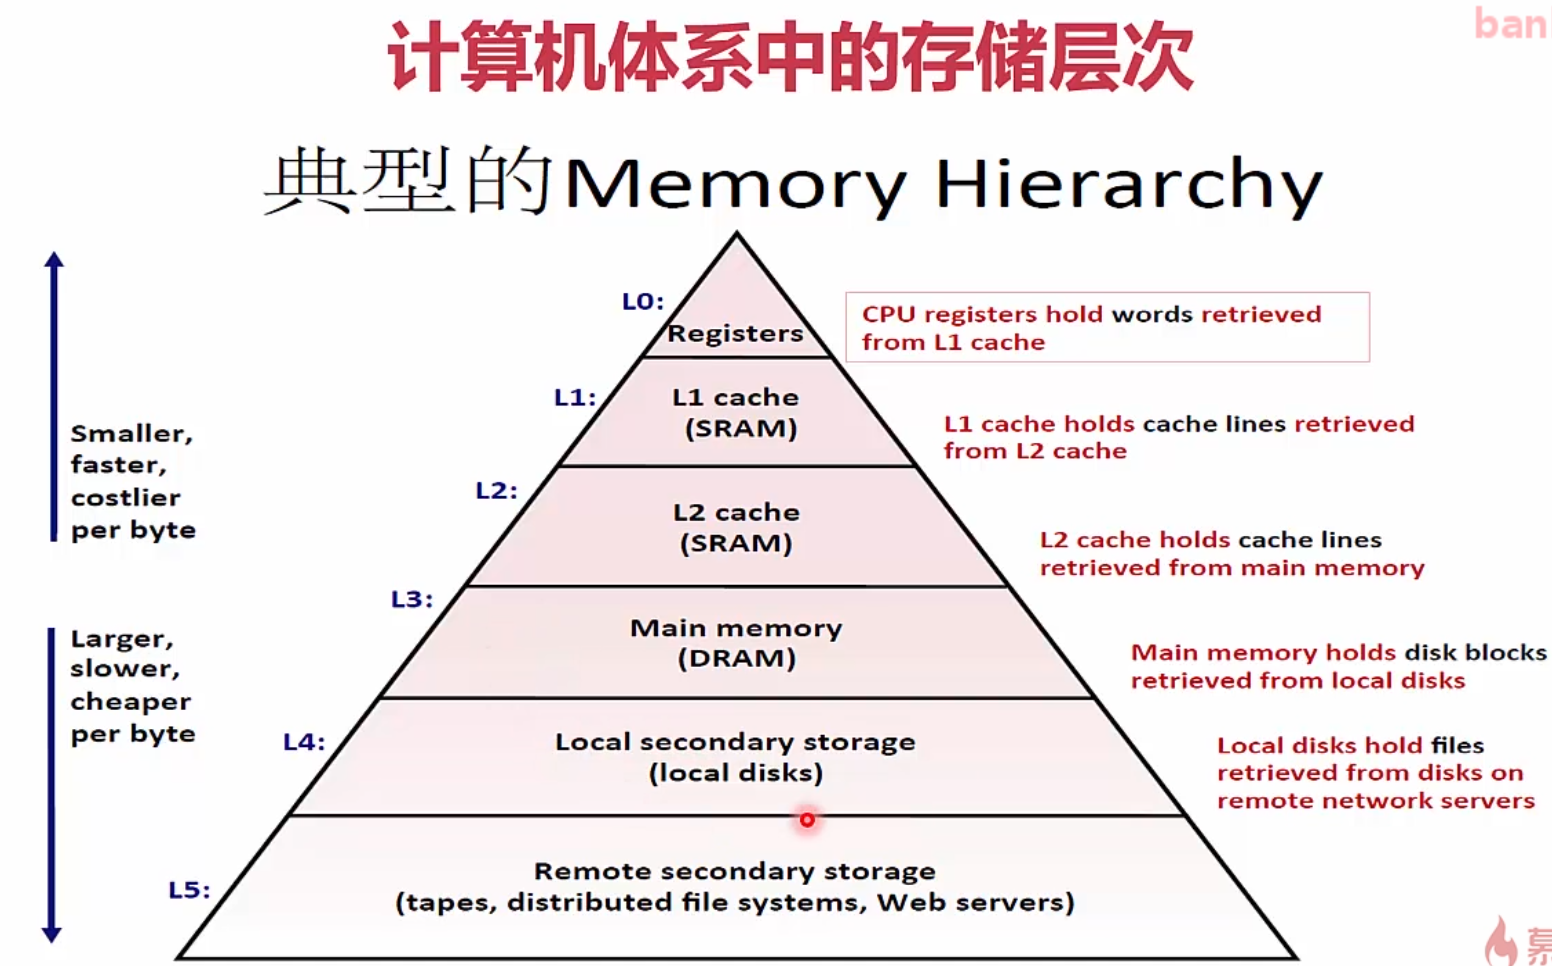 ban
计算机体系中的存储层次
典型的Memory Hierarchy
L0:
Registers
CPU registers hold words retrieved
from L1 cache
L1:
L1 cache
(SRAM)
L1 cache holds cache lines retrieved
from L2 cache
Smaller,
faster,
costlier
per byte
L2:
L2 cache
(SRAM)
L2 cache holds cache lines
retrieved from main memory
L3:
Main memory
(DRAM)
Main memory holds disk blocks
retrieved from local disks
Larger,
slower,
cheaper
per byte
L4:
Local secondary storage
(local disks)
Local disks hold files
retrieved from disks on
remote network servers
L5:
Remote secondary storage
(tapes, distributed file systems, Web servers)
慕